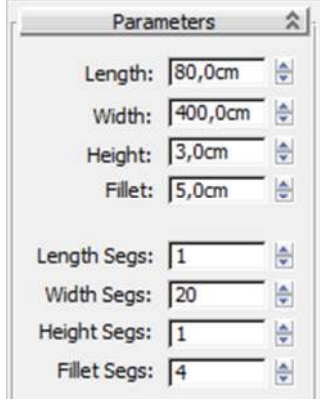 Parameters
Length: 80,0cm
Width: 400,0cm
Height: 3,0cm
Fillet: 5,0cm
Length Segs: 1
Width Segs: 20
Height Segs: 1
Fillet Segs: 4